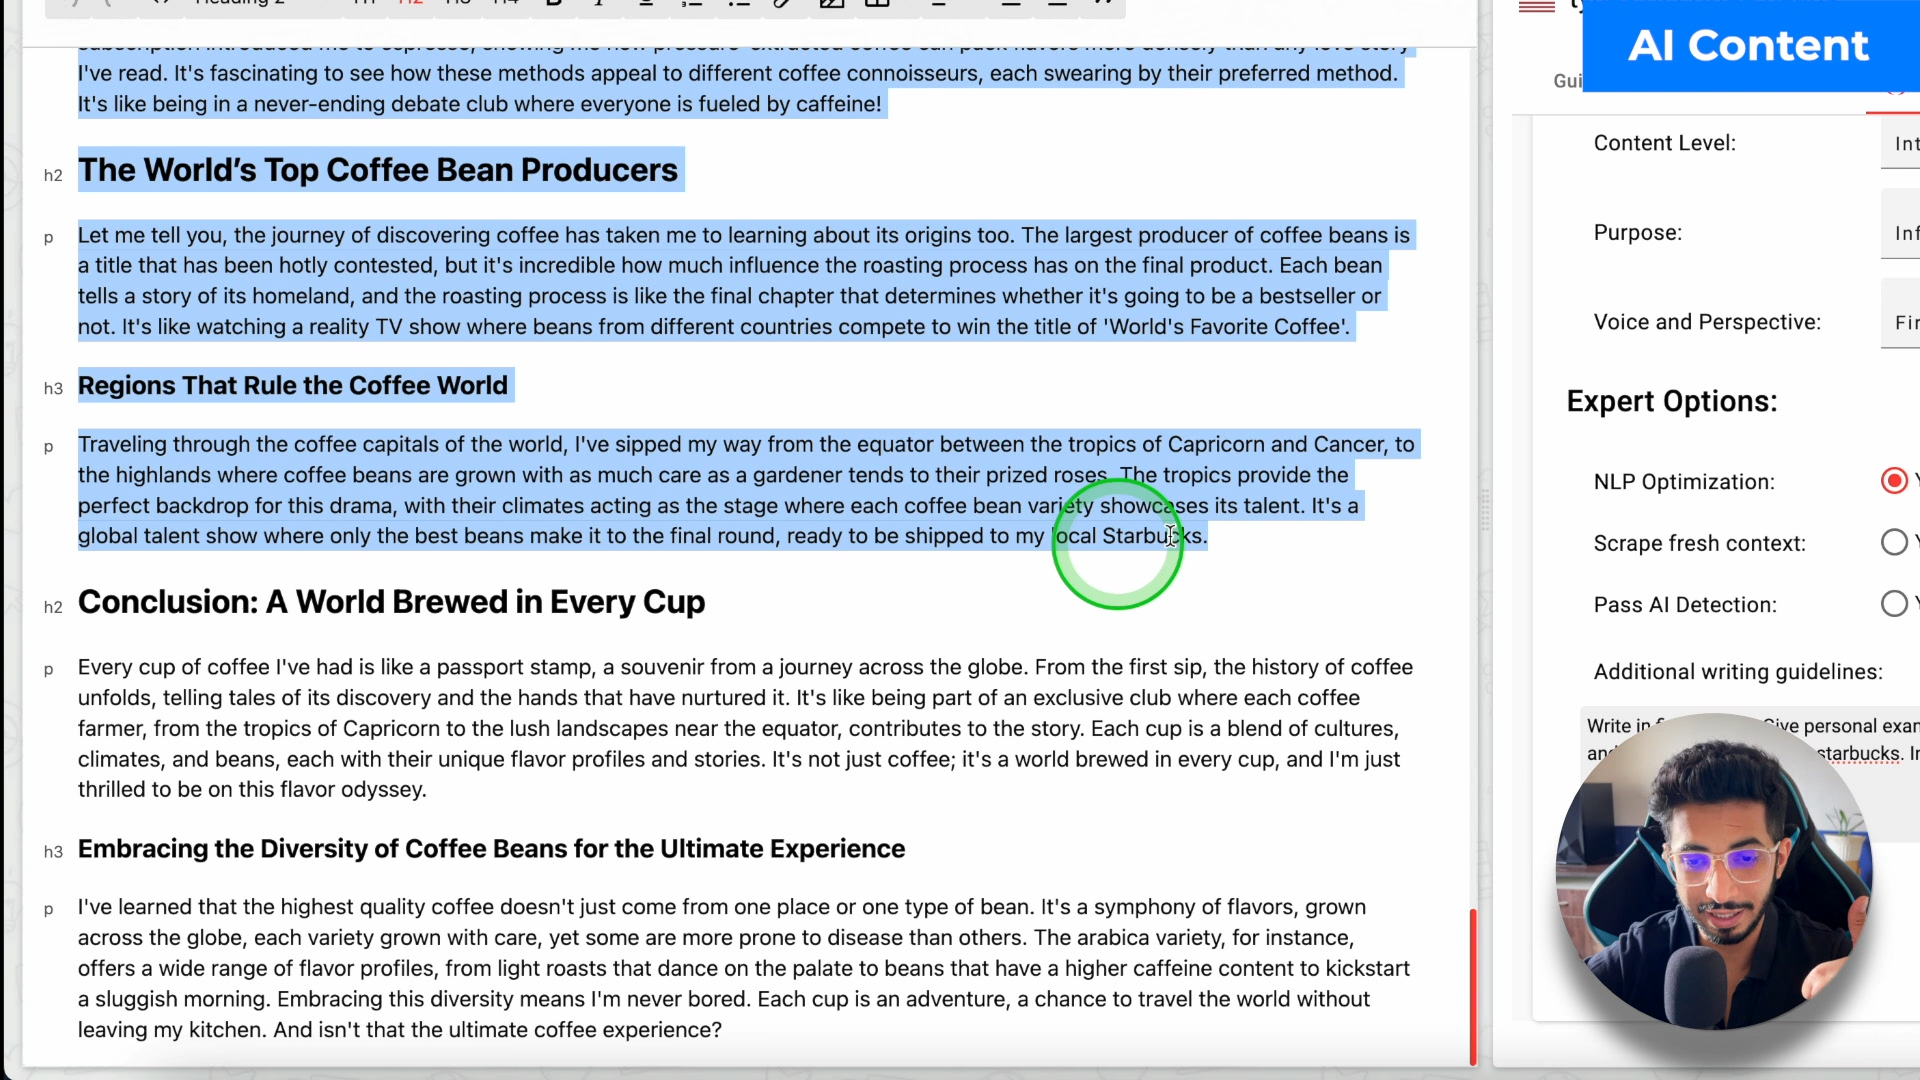 Heading 2 H1 H2 H3 H4 B I U
AI Content
I've read. It's fascinating to see how these methods appeal to different coffee connoisseurs, each swearing by their preferred method.
It's like being in a never-ending debate club where everyone is fueled by caffeine!
h2 The World’s Top Coffee Bean Producers
p Let me tell you, the journey of discovering coffee has taken me to learning about its origins too. The largest producer of coffee beans is
a title that has been hotly contested, but it's incredible how much influence the roasting process has on the final product. Each bean
tells a story of its homeland, and the roasting process is like the final chapter that determines whether it's going to be a bestseller or
not. It's like watching a reality TV show where beans from different countries compete to win the title of 'World's Favorite Coffee'.
h3 Regions That Rule the Coffee World
p Traveling through the coffee capitals of the world, I've sipped my way from the equator between the tropics of Capricorn and Cancer, to
the highlands where coffee beans are grown with as much care as a gardener tends to their prized roses. The tropics provide the
perfect backdrop for this drama, with their climates acting as the stage where each coffee bean variety showcases its talent. It's a
global talent show where only the best beans make it to the final round, ready to be shipped to my local Starbucks.
h2 Conclusion: A World Brewed in Every Cup
p Every cup of coffee I've had is like a passport stamp, a souvenir from a journey across the globe. From the first sip, the history of coffee
unfolds, telling tales of its discovery and the hands that have nurtured it. It's like being part of an exclusive club where each coffee
farmer, from the tropics of Capricorn to the lush landscapes near the equator, contributes to the story. Each cup is a blend of cultures,
climates, and beans, each with their unique flavor profiles and stories. It's not just coffee; it's a world brewed in every cup, and I'm just
thrilled to be on this flavor odyssey.
h3 Embracing the Diversity of Coffee Beans for the Ultimate Experience
p I've learned that the highest quality coffee doesn't just come from one place or one type of bean. It's a symphony of flavors, grown
across the globe, each variety grown with care, yet some are more prone to disease than others. The arabica variety, for instance,
offers a wide range of flavor profiles, from light roasts that dance on the palate to beans that have a higher caffeine content to kickstart
a sluggish morning. Embracing this diversity means I'm never bored. Each cup is an adventure, a chance to travel the world without
leaving my kitchen. And isn't that the ultimate coffee experience?
Gui
Content Level: Int
Purpose: Inf
Voice and Perspective: Fir
Expert Options:
NLP Optimization:
Scrape fresh context:
Pass AI Detection:
Additional writing guidelines:
Write in Give personal exam
starbucks. In